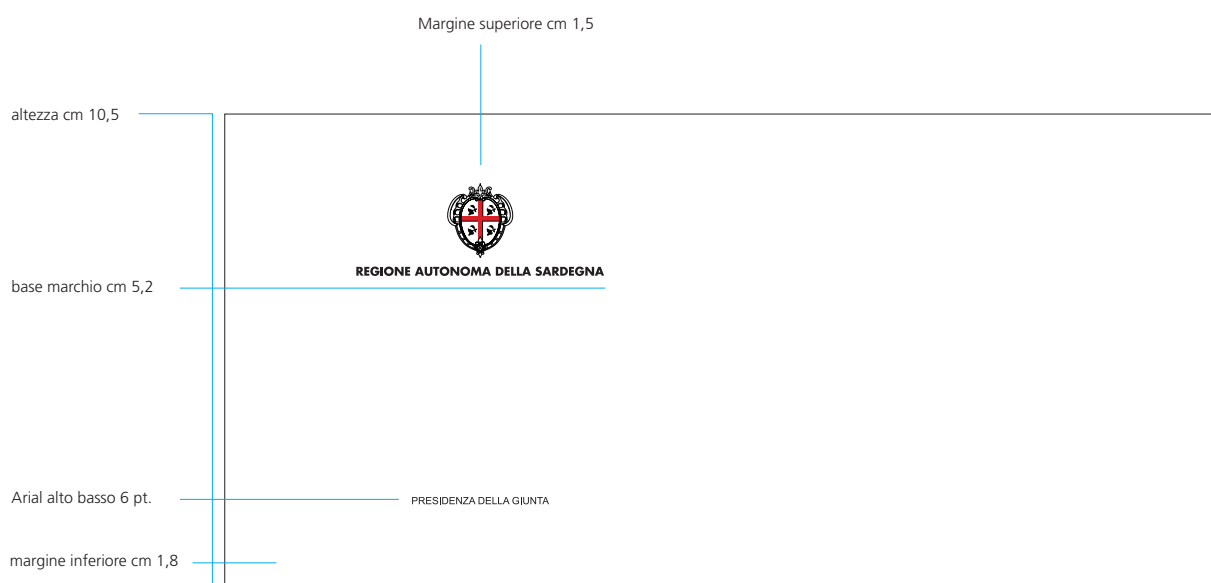 Margine superiore cm 1,5
altezza cm 10,5
REGIONE AUTONOMA DELLA SARDEGNA
base marchio cm 5,2
Arial alto basso 6 pt.
PRESIDENZA DELLA GIUNTA
margine inferiore cm 1,8